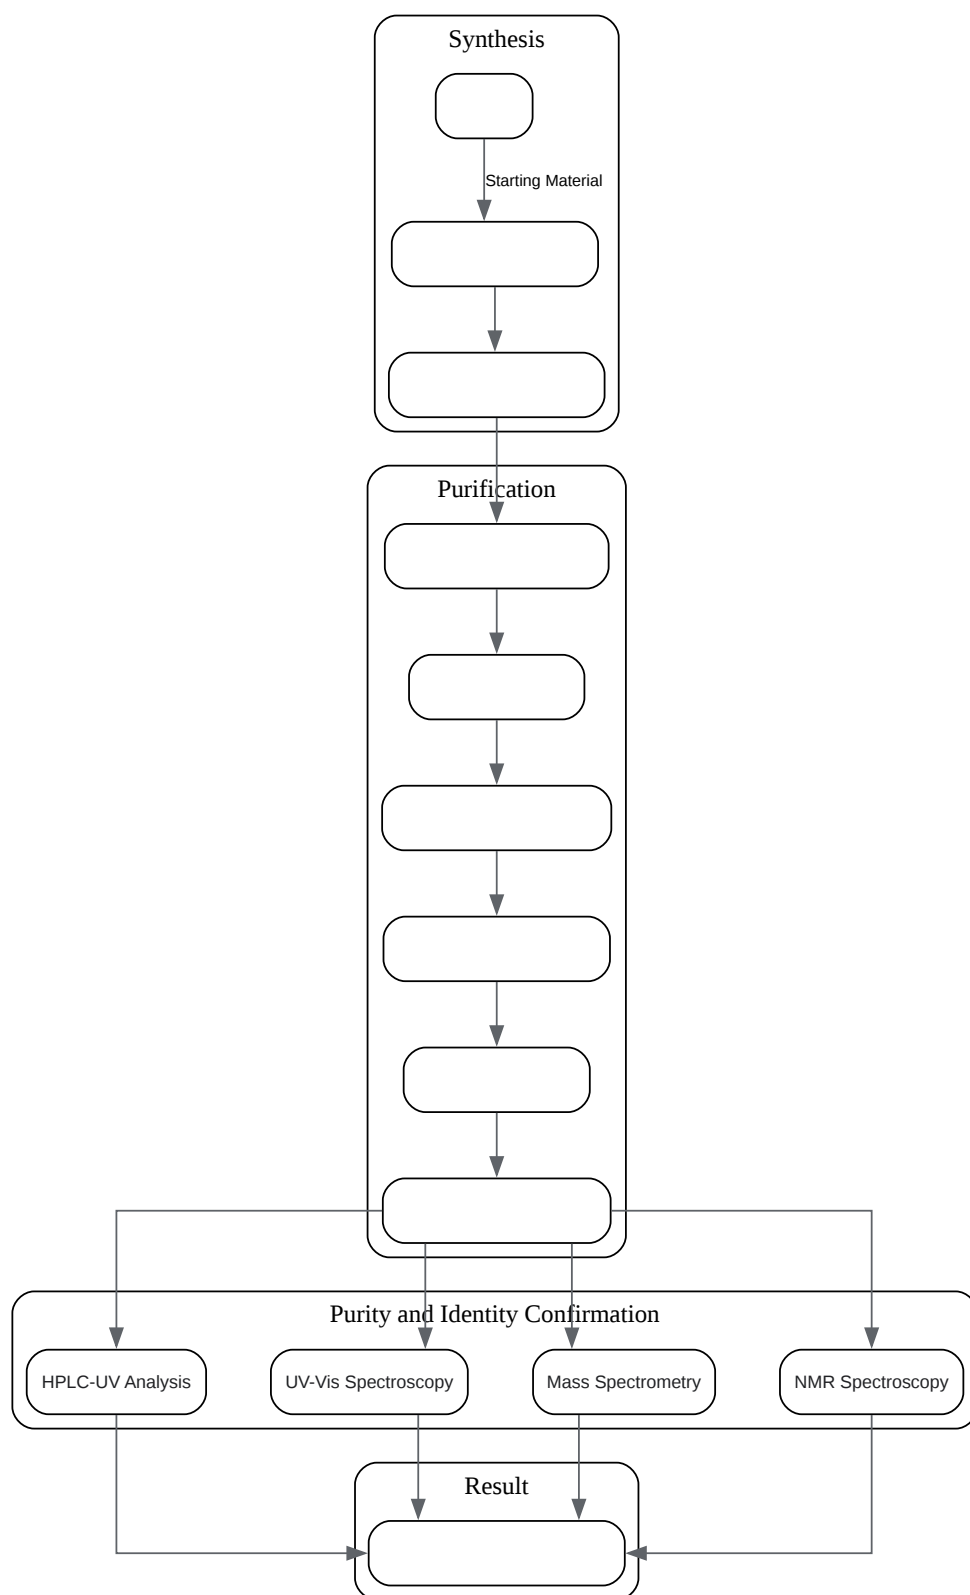 Synthesis
Starting Material
Purification
Purity and Identity Confirmation
HPLC-UV Analysis
UV-Vis Spectroscopy
Mass Spectrometry
NMR Spectroscopy
Result